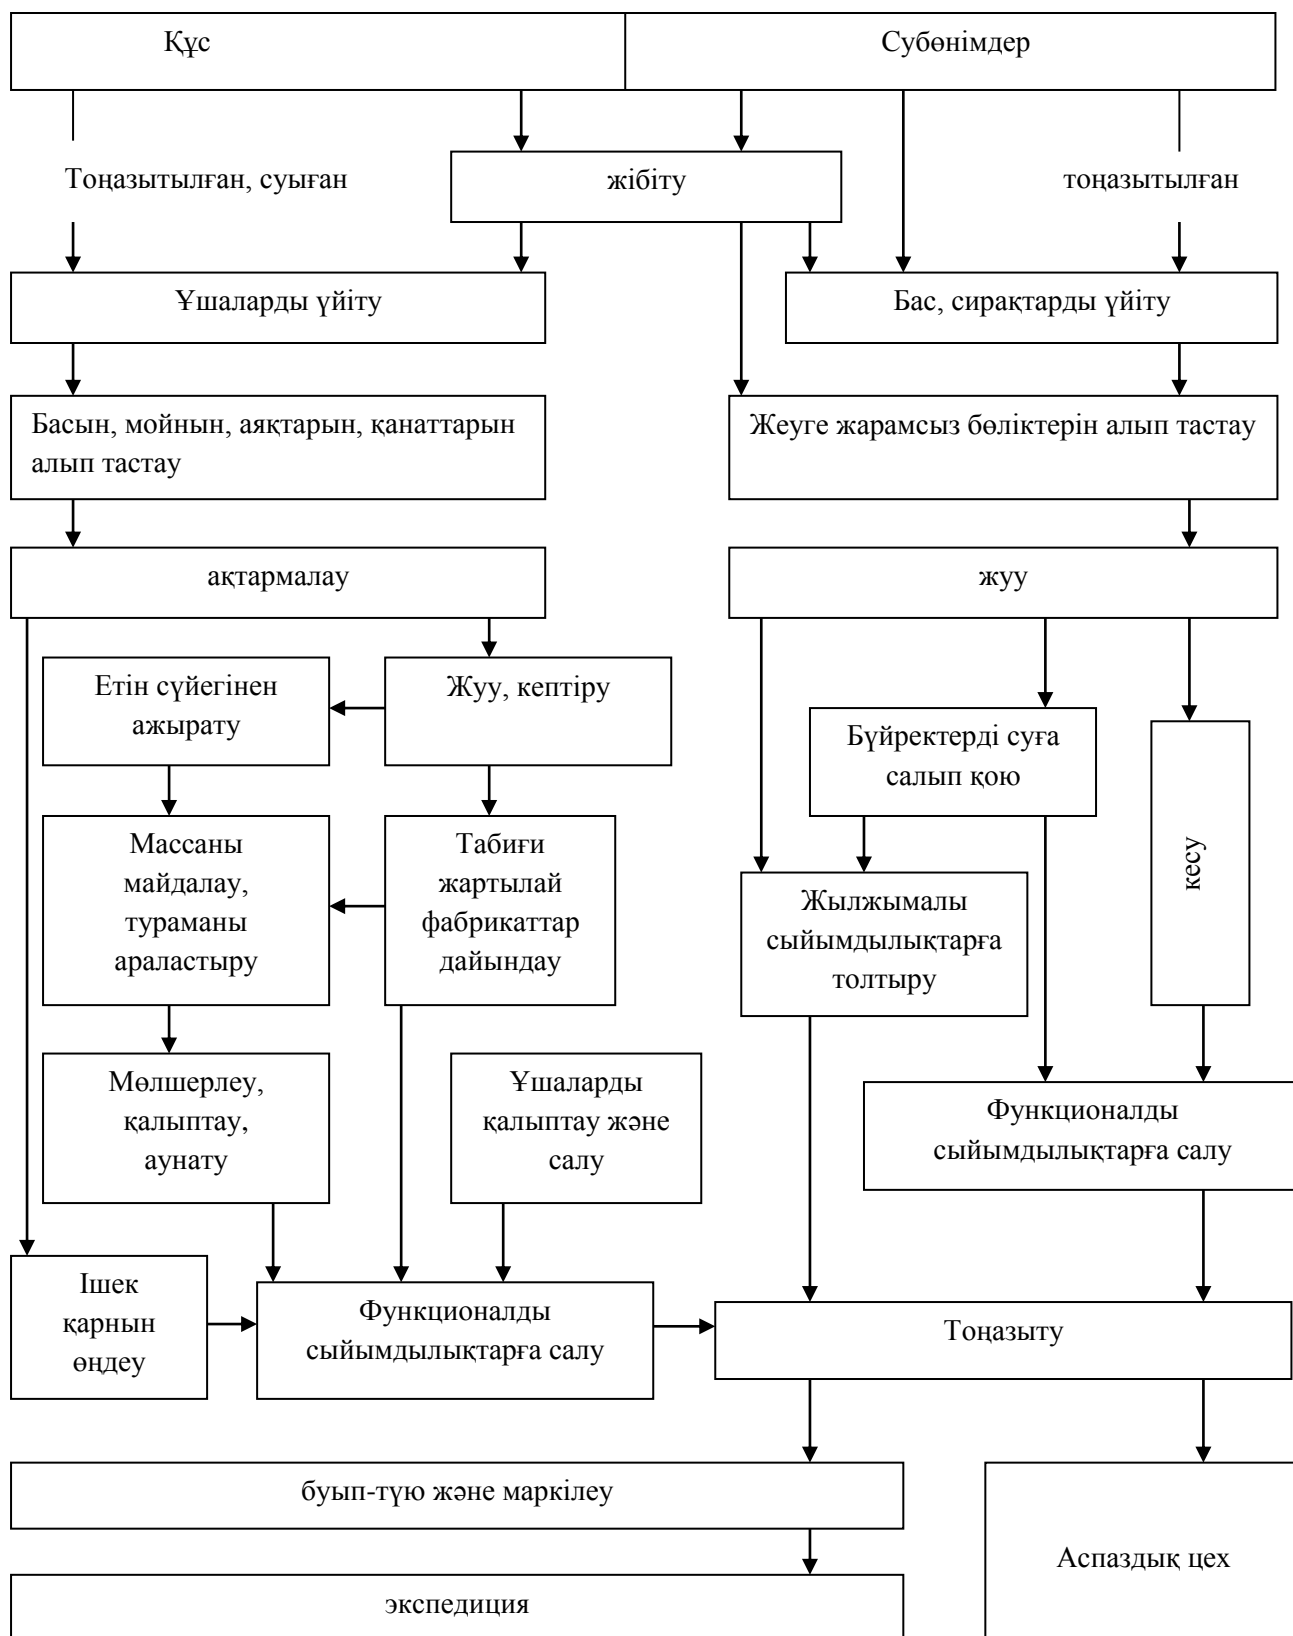 Құс
Субөнімдер
Тоңазытылған, суыған
жібіту
тоңазытылған
Ұшаларды үйіту
Бас, сирақтарды үйіту
Басын, мойнын, аяқтарын, қанаттарын
алып тастау
Жеуге жарамсыз бөліктерін алып тастау
ақтармалау
жуу
Етін сүйегінен
ажырату
Жуу, кептіру
Бүйректерді суға
салып қою
кесу
Массаны
майдалау,
тураманы
араластыру
Табиғи
жартылай
фабрикаттар
дайындау
Жылжымалы
сыйымдылықтарға
толтыру
Мөлшерлеу,
қалыптау,
аунату
Ұшаларды
қалыптау және
салу
Функционалды
сыйымдылықтарға салу
Ішек
қарнын
өңдеу
Функционалды
сыйымдылықтарға салу
Тоңазыту
буып-түю және маркілеу
Аспаздық цех
экспедиция